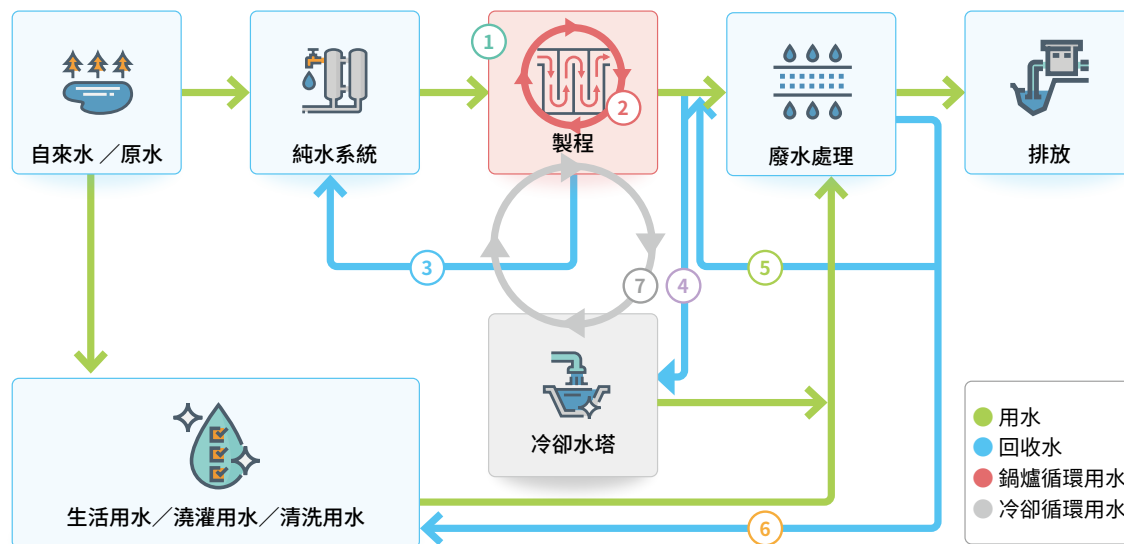 自來水／原水
純水系統
1
2
製程
廢水處理
排放
3
7
4
5
冷卻水塔
生活用水／澆灌用水／清洗用水
6
用水
回收水
鍋爐循環用水
冷卻循環用水